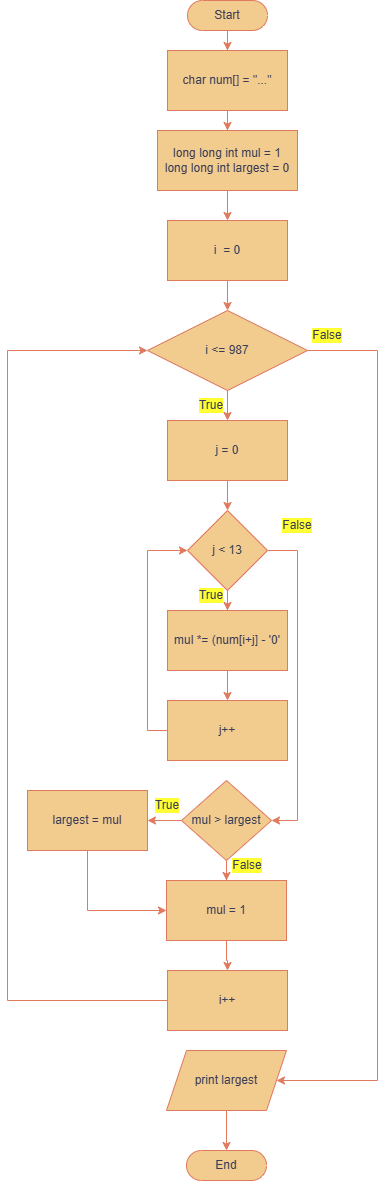 Start
char num[] = "..."
long long int mul = 1
long long int largest = 0
i = 0
i <= 987
False
True
j = 0
j < 13
False
True
mul *= (num[i+j] - '0'
j++
mul > largest
True
largest = mul
False
mul = 1
i++
print largest
End